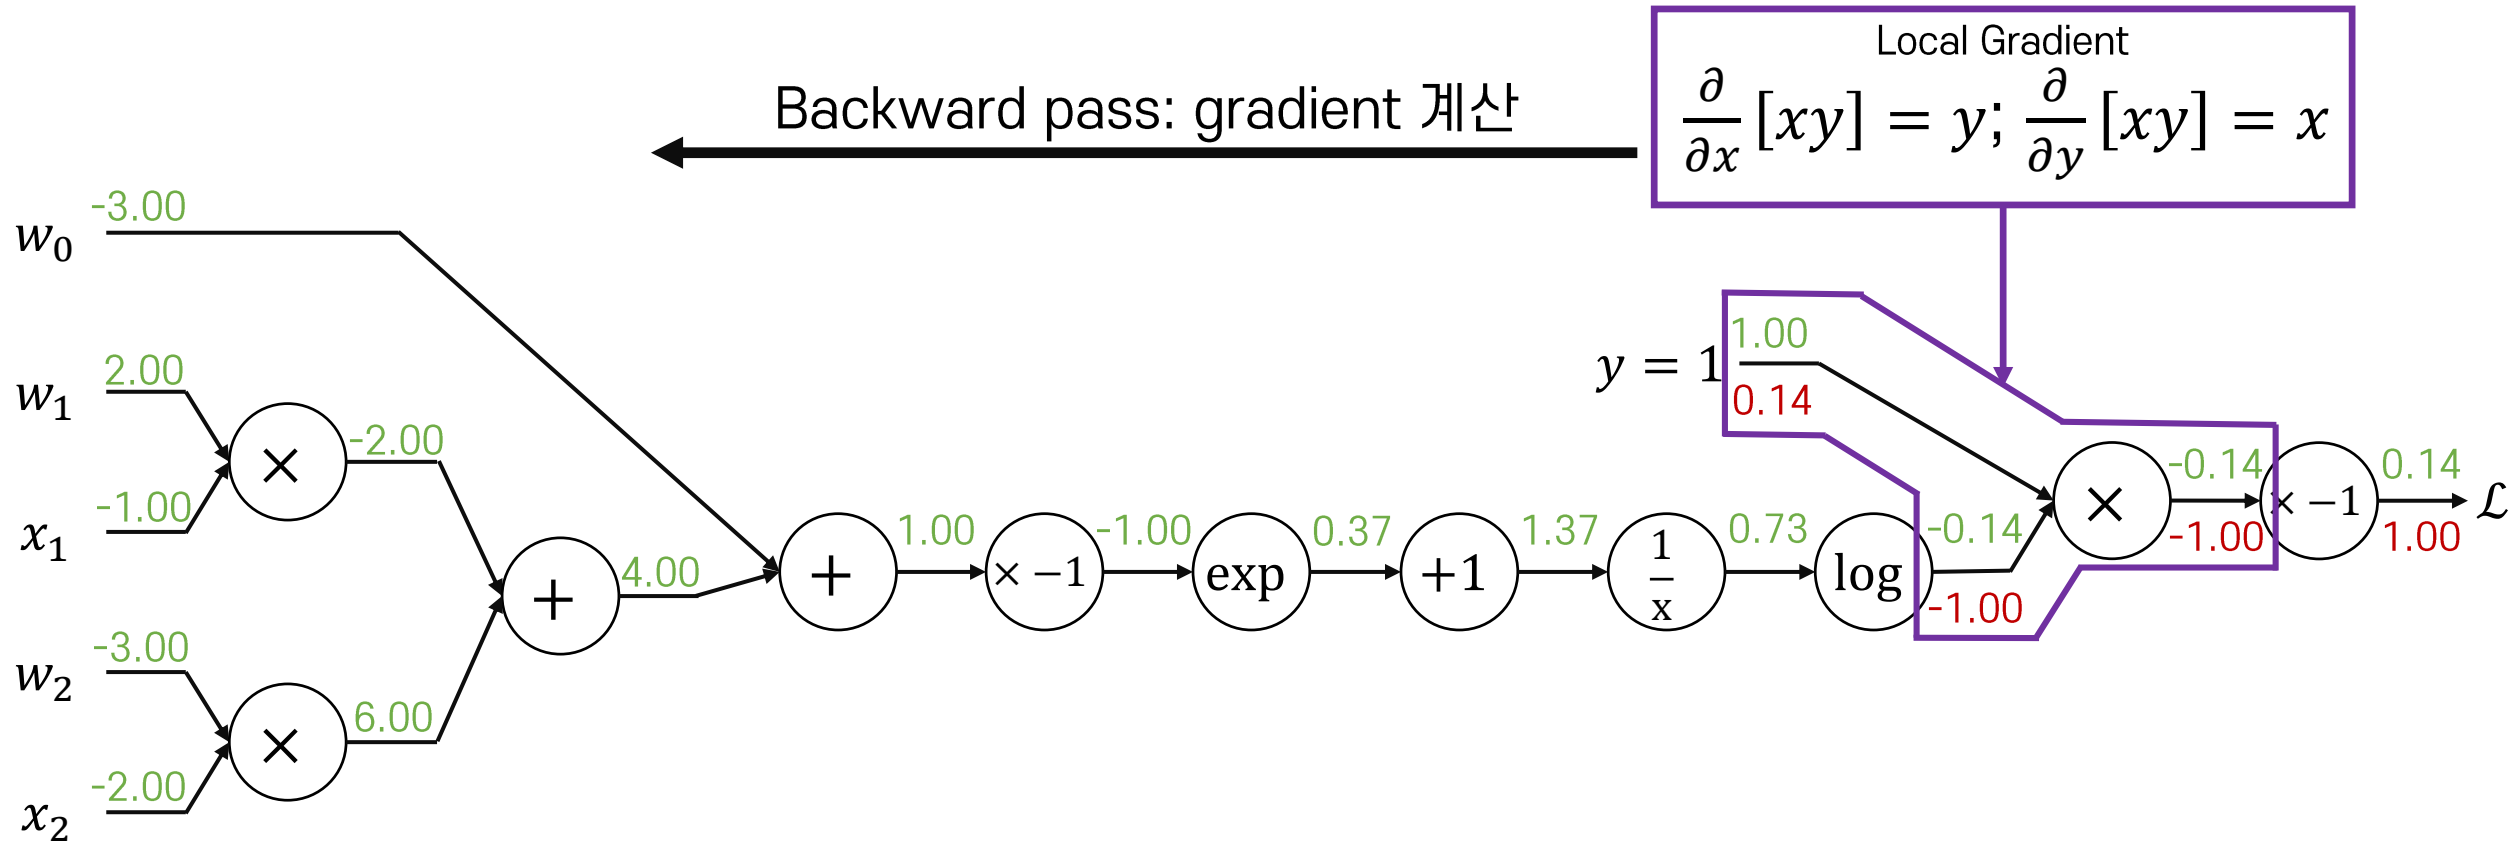 Local Gradient
∂/∂x [xy] = y; ∂/∂y [xy] = x
Backward pass: gradient 계산
w₀ -3.00
w₁ 2.00
x₁ -1.00
w₂ -3.00
x₂ -2.00
×
-2.00
×
6.00
+
4.00
+
1.00
× −1
-1.00
exp
0.37
+1
1.37
1/x
0.73
log
-0.14
-1.00
y = 1
1.00
0.14
×
-0.14
-1.00
× −1
0.14
1.00
ℒ